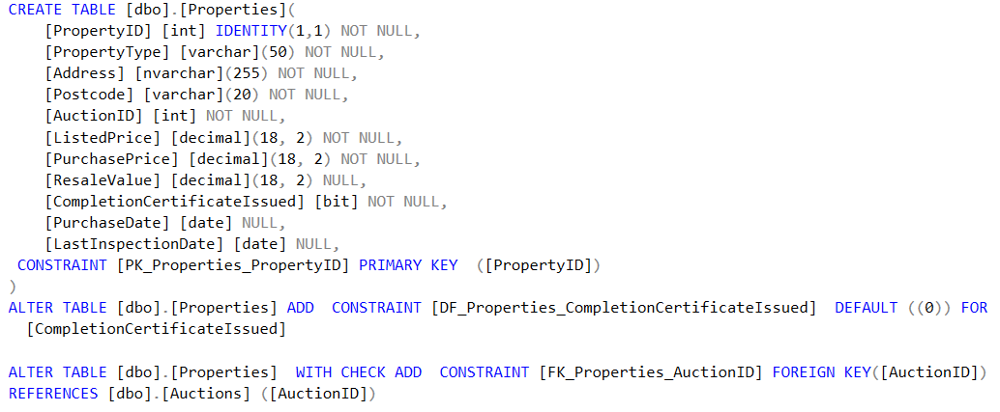 CREATE TABLE [dbo].[Properties](
    [PropertyID] [int] IDENTITY(1,1) NOT NULL,
    [PropertyType] [varchar](50) NOT NULL,
    [Address] [nvarchar](255) NOT NULL,
    [Postcode] [varchar](20) NOT NULL,
    [AuctionID] [int] NOT NULL,
    [ListedPrice] [decimal](18, 2) NOT NULL,
    [PurchasePrice] [decimal](18, 2) NOT NULL,
    [ResaleValue] [decimal](18, 2) NULL,
    [CompletionCertificateIssued] [bit] NOT NULL,
    [PurchaseDate] [date] NULL,
    [LastInspectionDate] [date] NULL,
 CONSTRAINT [PK_Properties_PropertyID] PRIMARY KEY  ([PropertyID])
)
ALTER TABLE [dbo].[Properties] ADD  CONSTRAINT [DF_Properties_CompletionCertificateIssued]  DEFAULT ((0)) FOR
  [CompletionCertificateIssued]
ALTER TABLE [dbo].[Properties]  WITH CHECK ADD  CONSTRAINT [FK_Properties_AuctionID] FOREIGN KEY([AuctionID])
REFERENCES [dbo].[Auctions] ([AuctionID])